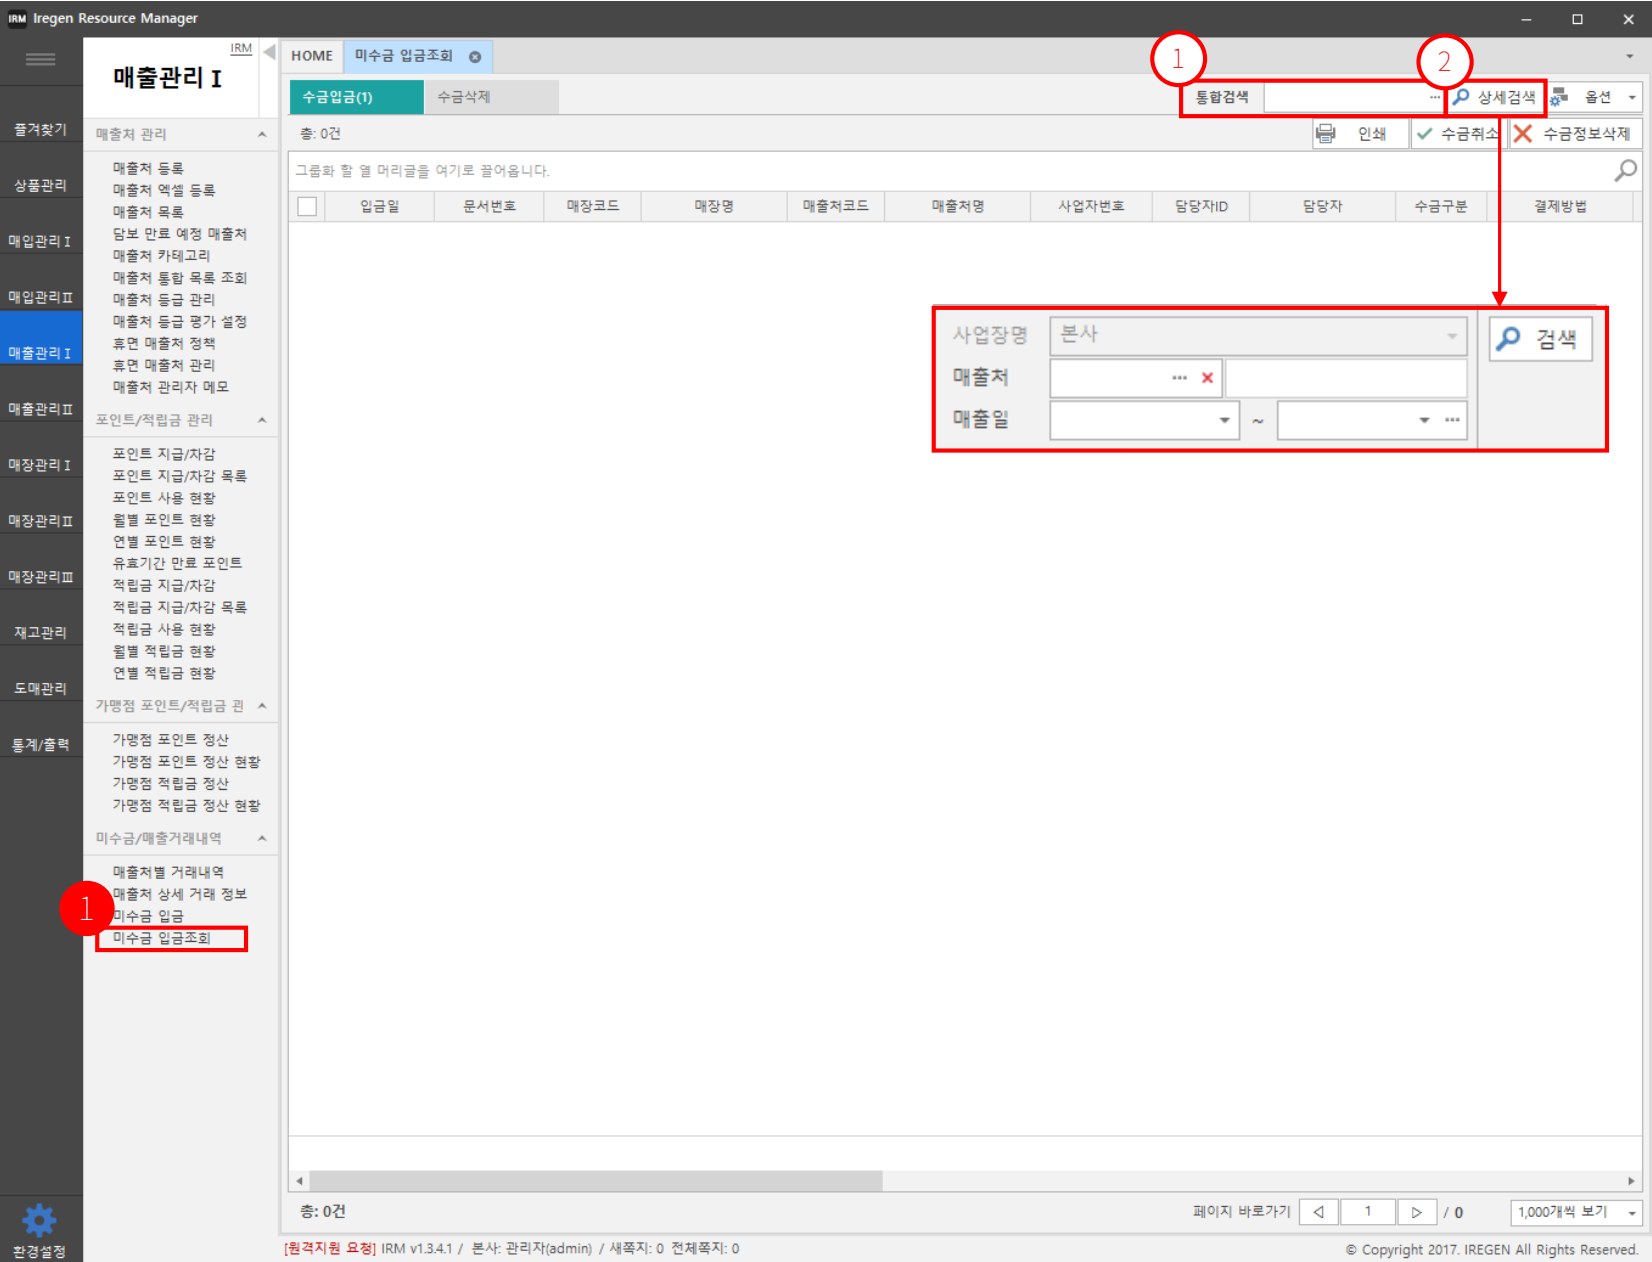 IRM Iregen Resource Manager
즐겨찾기
상품관리
매입관리 I
매입관리 II
매출관리 I
매출관리 II
매장관리 I
매장관리 II
매장관리 III
재고관리
도매관리
통계/출력
환경설정
IRM
매출관리 I
매출처 관리
매출처 등록
매출처 엑셀 등록
매출처 목록
담보 만료 예정 매출처
매출처 카테고리
매출처 통합 목록 조회
매출처 등급 관리
매출처 등급 평가 설정
휴면 매출처 정책
휴면 매출처 관리
매출처 관리자 메모
포인트/적립금 관리
포인트 지급/차감
포인트 지급/차감 목록
포인트 사용 현황
월별 포인트 현황
연별 포인트 현황
유효기간 만료 포인트
적립금 지급/차감
적립금 지급/차감 목록
적립금 사용 현황
월별 적립금 현황
연별 적립금 현황
가맹점 포인트/적립금 관
가맹점 포인트 정산
가맹점 포인트 정산 현황
가맹점 적립금 정산
가맹점 적립금 정산 현황
미수금/매출거래내역
매출처별 거래내역
매출처 상세 거래 정보
1
미수금 입금
미수금 입금조회
HOME 미수금 입금조회
1 2
수금입금(1) 수금삭제 통합검색 ... 상세검색 옵션
총: 0건 인쇄 수금취소 수금정보삭제
그룹화 할 열 머리글을 여기로 끌어옵니다.
입금일 문서번호 매장코드 매장명 매출처코드 매출처명 사업자번호 담당자ID 담당자 수금구분 결제방법
사업장명 본사 검색
매출처 ...
매출일 ~ ...
총: 0건 페이지 바로가기 1 / 0 1,000개씩 보기
[원격지원 요청] IRM v1.3.4.1 / 본사: 관리자(admin) / 새쪽지: 0 전체쪽지: 0 © Copyright 2017. IREGEN All Rights Reserved.